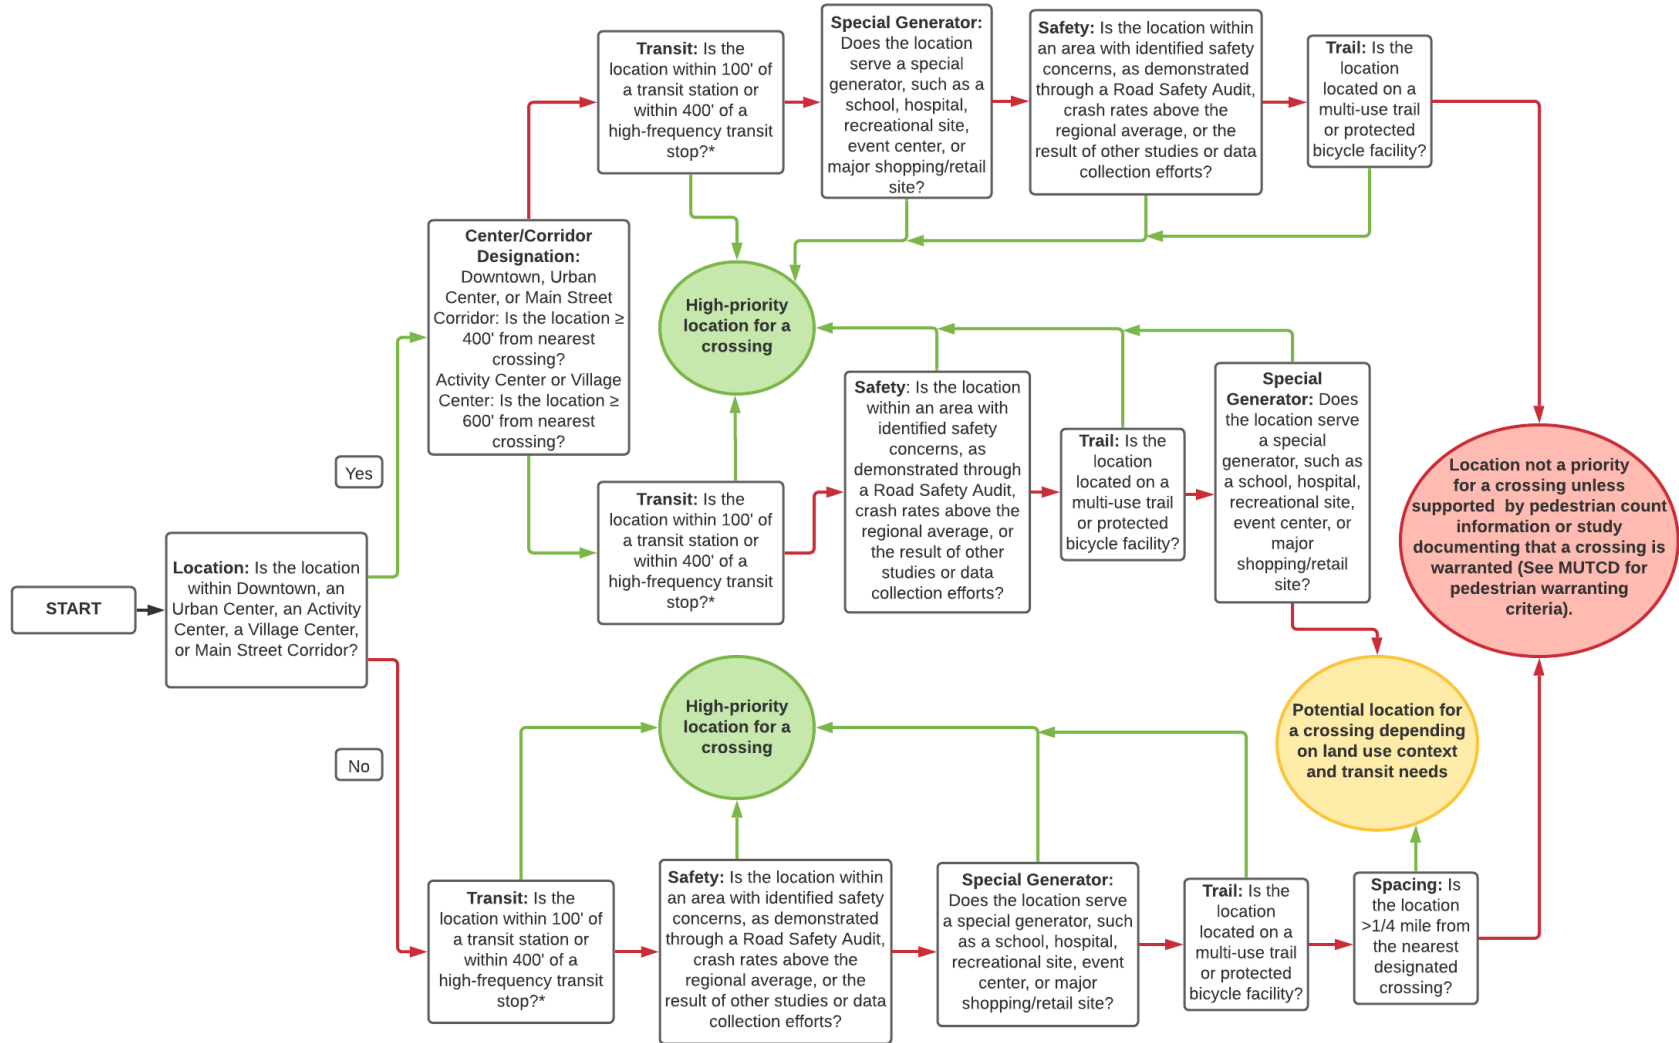 START
Location: Is the location
within Downtown, an
Urban Center, an Activity
Center, a Village Center,
or Main Street Corridor?
Yes
No
Center/Corridor
Designation:
Downtown, Urban
Center, or Main Street
Corridor: Is the location ≥
400' from nearest
crossing?
Activity Center or Village
Center: Is the location ≥
600' from nearest
crossing?
Transit: Is the
location within 100' of
a transit station or
within 400' of a
high-frequency transit
stop?*
Special Generator:
Does the location
serve a special
generator, such as a
school, hospital,
recreational site,
event center, or
major shopping/retail
site?
Safety: Is the location within
an area with identified safety
concerns, as demonstrated
through a Road Safety Audit,
crash rates above the
regional average, or the
result of other studies or data
collection efforts?
Trail: Is the
location
located on a
multi-use trail
or protected
bicycle facility?
High-priority
location for a
crossing
Transit: Is the
location within 100' of
a transit station or
within 400' of a
high-frequency transit
stop?*
Safety: Is the location
within an area with
identified safety
concerns, as
demonstrated through
a Road Safety Audit,
crash rates above the
regional average, or
the result of other
studies or data
collection efforts?
Trail: Is the
location
located on a
multi-use trail
or protected
bicycle facility?
Special
Generator: Does
the location serve
a special
generator, such as
a school, hospital,
recreational site,
event center, or
major
shopping/retail
site?
Location not a priority
for a crossing unless
supported by pedestrian count
information or study
documenting that a crossing is
warranted (See MUTCD for
pedestrian warranting
criteria).
High-priority
location for a
crossing
Potential location for
a crossing depending
on land use context
and transit needs
Transit: Is the
location within 100' of
a transit station or
within 400' of a
high-frequency transit
stop?*
Safety: Is the location within
an area with identified safety
concerns, as demonstrated
through a Road Safety Audit,
crash rates above the
regional average, or the
result of other studies or data
collection efforts?
Special Generator:
Does the location serve
a special generator, such
as a school, hospital,
recreational site, event
center, or major
shopping/retail site?
Trail: Is the
location
located on a
multi-use trail
or protected
bicycle facility?
Spacing: Is
the location
>1/4 mile from
the nearest
designated
crossing?